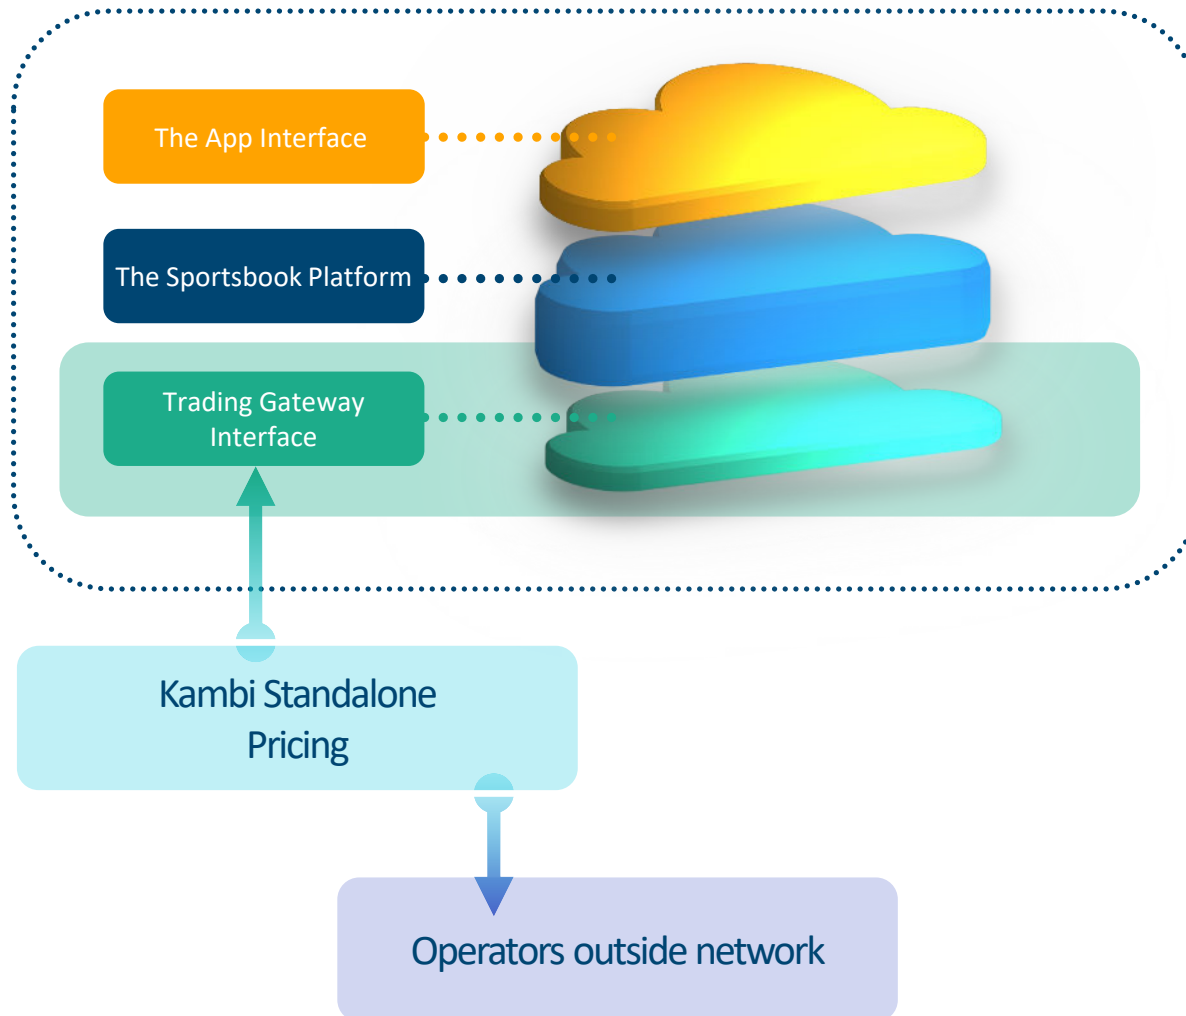 The App Interface
The Sportsbook Platform
Trading Gateway
Interface
Kambi Standalone
Pricing
Operators outside network